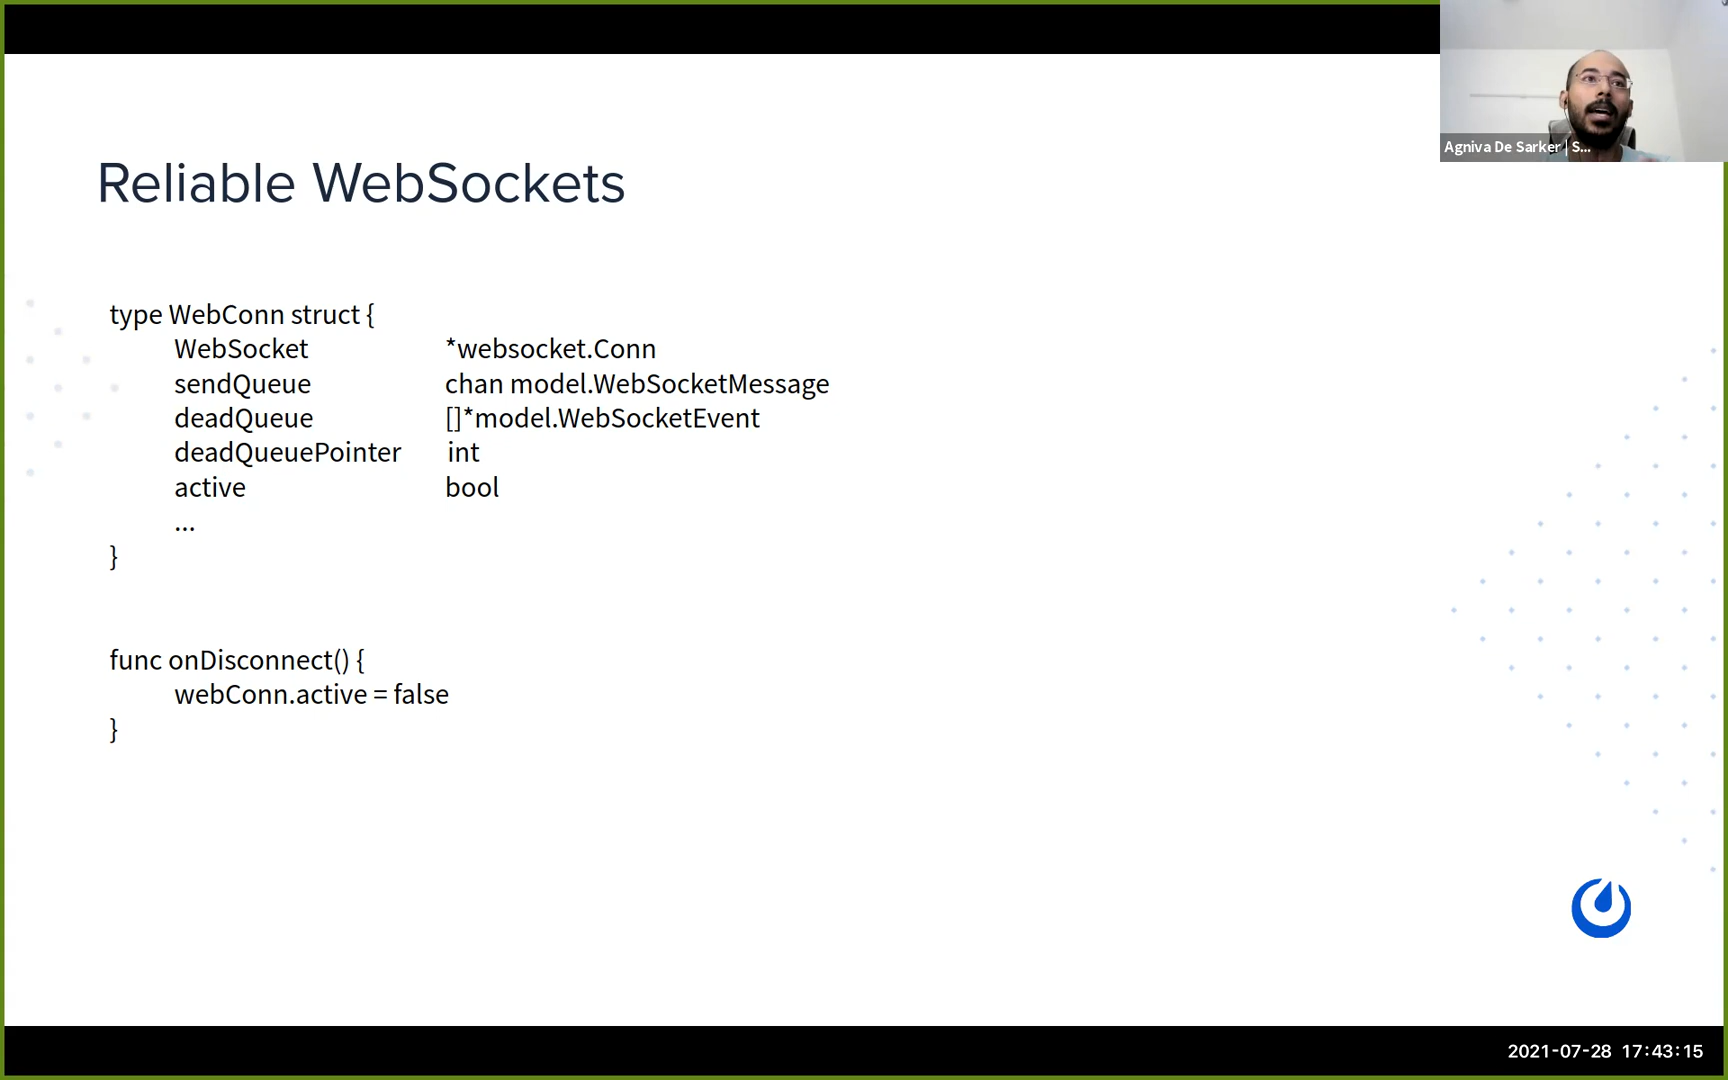 Agniva De Sarker | S...
Reliable WebSockets
type WebConn struct {
WebSocket *websocket.Conn
sendQueue chan model.WebSocketMessage
deadQueue []*model.WebSocketEvent
deadQueuePointer int
active bool
...
}
func onDisconnect() {
webConn.active = false
}
2021-07-28 17:43:15